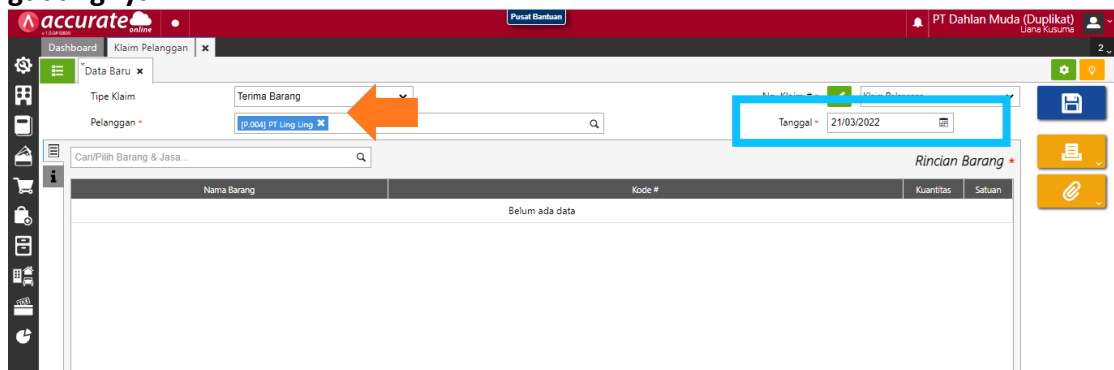 accurate
online
Pusat Bantuan
PT Dahlan Muda (Duplikat)
Liana Kusuma
Dashboard
Klaim Pelanggan
2
Data Baru
Tipe Klaim
Terima Barang
Pelanggan *
[P.004] PT Ling Ling
Tanggal *
21/03/2022
Cari/Pilih Barang & Jasa...
Rincian Barang *
Nama Barang
Kode #
Kuantitas
Satuan
Belum ada data